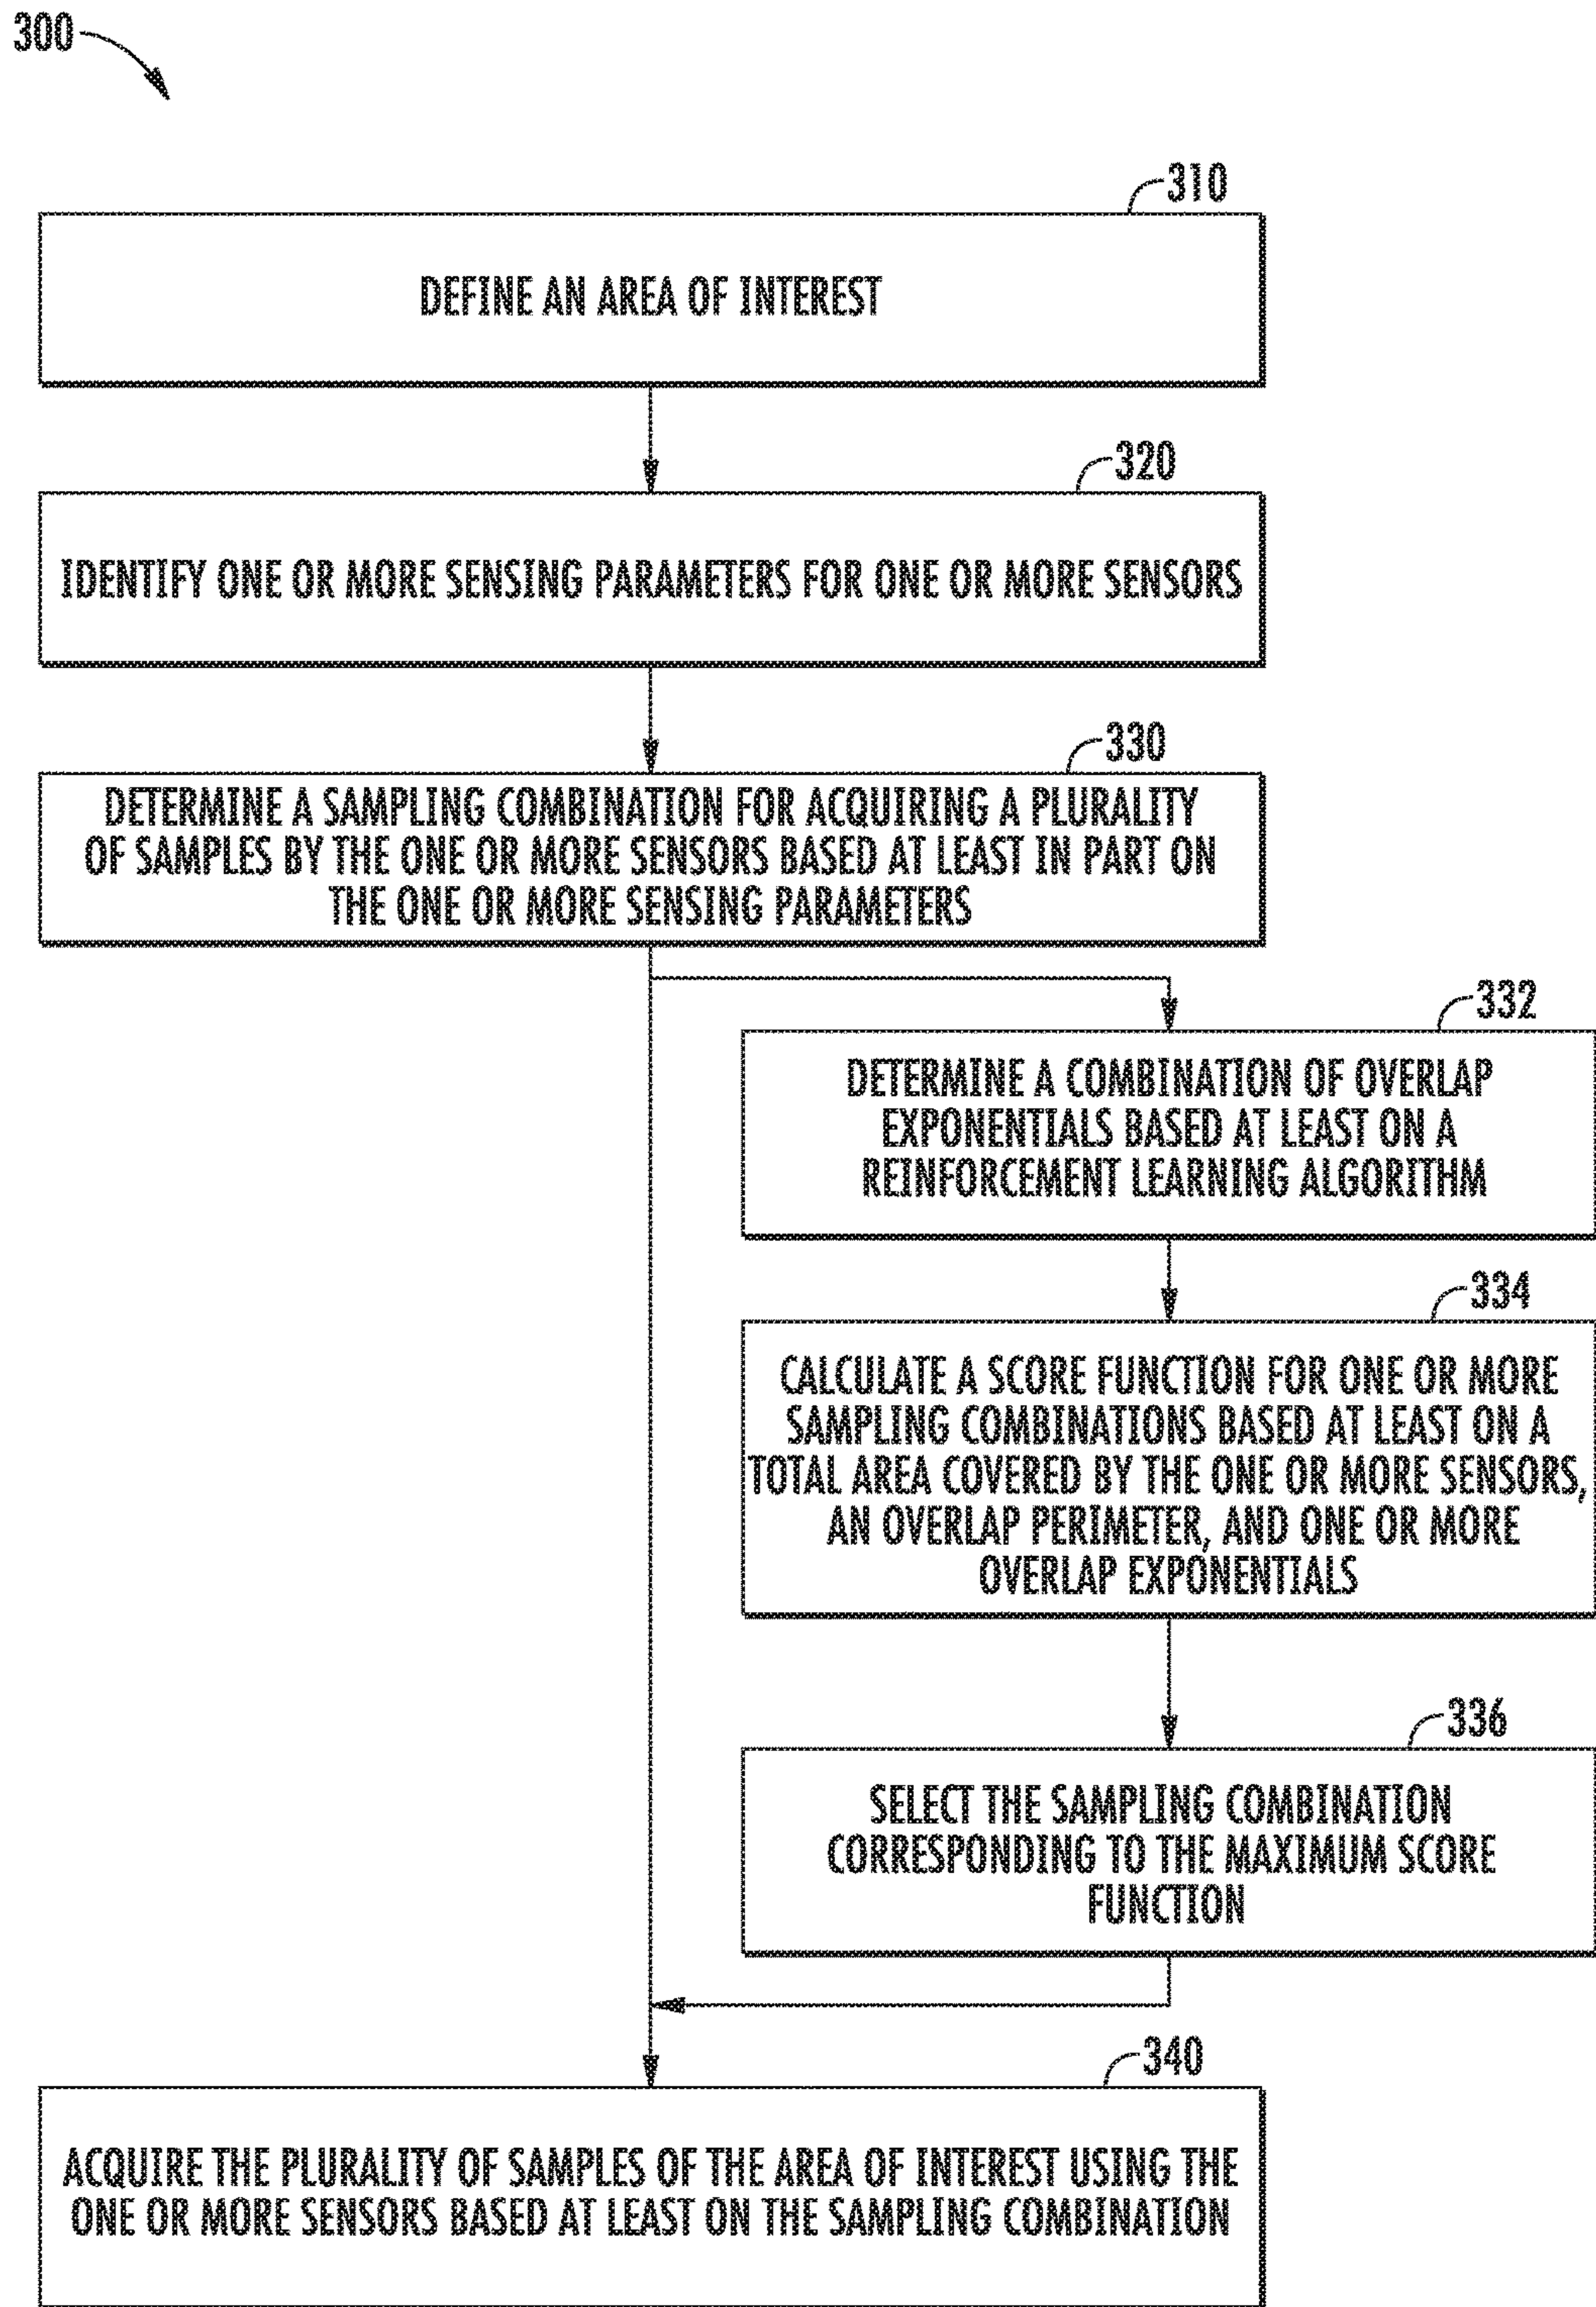 300
310
DEFINE AN AREA OF INTEREST
320
IDENTIFY ONE OR MORE SENSING PARAMETERS FOR ONE OR MORE SENSORS
330
DETERMINE A SAMPLING COMBINATION FOR ACQUIRING A PLURALITY
OF SAMPLES BY THE ONE OR MORE SENSORS BASED AT LEAST IN PART ON
THE ONE OR MORE SENSING PARAMETERS
332
DETERMINE A COMBINATION OF OVERLAP
EXPONENTIALS BASED AT LEAST ON A
REINFORCEMENT LEARNING ALGORITHM
334
CALCULATE A SCORE FUNCTION FOR ONE OR MORE
SAMPLING COMBINATIONS BASED AT LEAST ON A
TOTAL AREA COVERED BY THE ONE OR MORE SENSORS,
AN OVERLAP PERIMETER, AND ONE OR MORE
OVERLAP EXPONENTIALS
336
SELECT THE SAMPLING COMBINATION
CORRESPONDING TO THE MAXIMUM SCORE
FUNCTION
340
ACQUIRE THE PLURALITY OF SAMPLES OF THE AREA OF INTEREST USING THE
ONE OR MORE SENSORS BASED AT LEAST ON THE SAMPLING COMBINATION